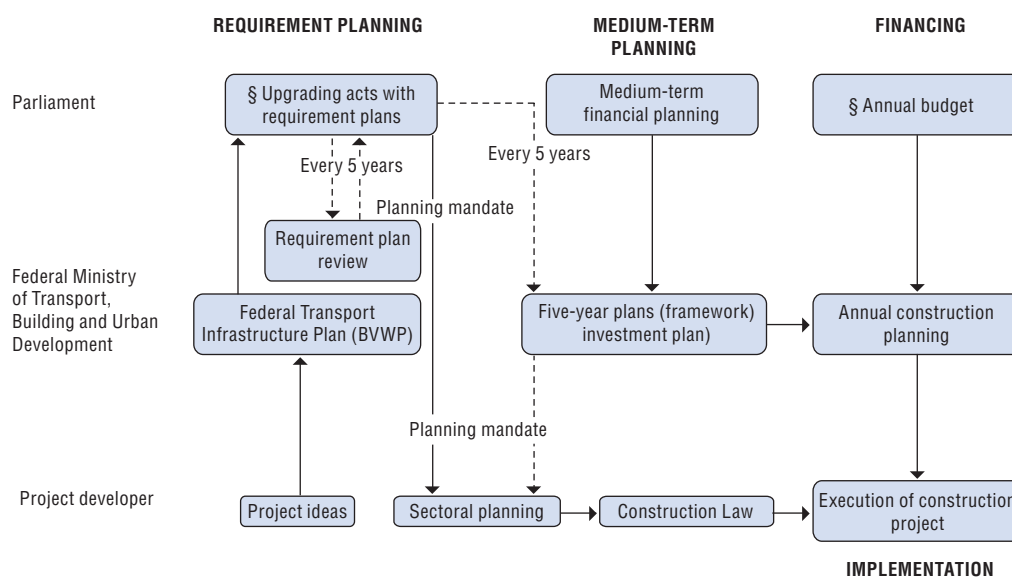 REQUIREMENT PLANNING
MEDIUM-TERM
PLANNING
FINANCING
Parliament
§ Upgrading acts with
requirement plans
Medium-term
financial planning
§ Annual budget
Every 5 years
Every 5 years
Planning mandate
Requirement plan
review
Federal Ministry
of Transport,
Building and Urban
Development
Federal Transport
Infrastructure Plan (BVWP)
Five-year plans (framework)
investment plan)
Annual construction
planning
Planning mandate
Project developer
Project ideas
Sectoral planning
Construction Law
Execution of construction
project
IMPLEMENTATION